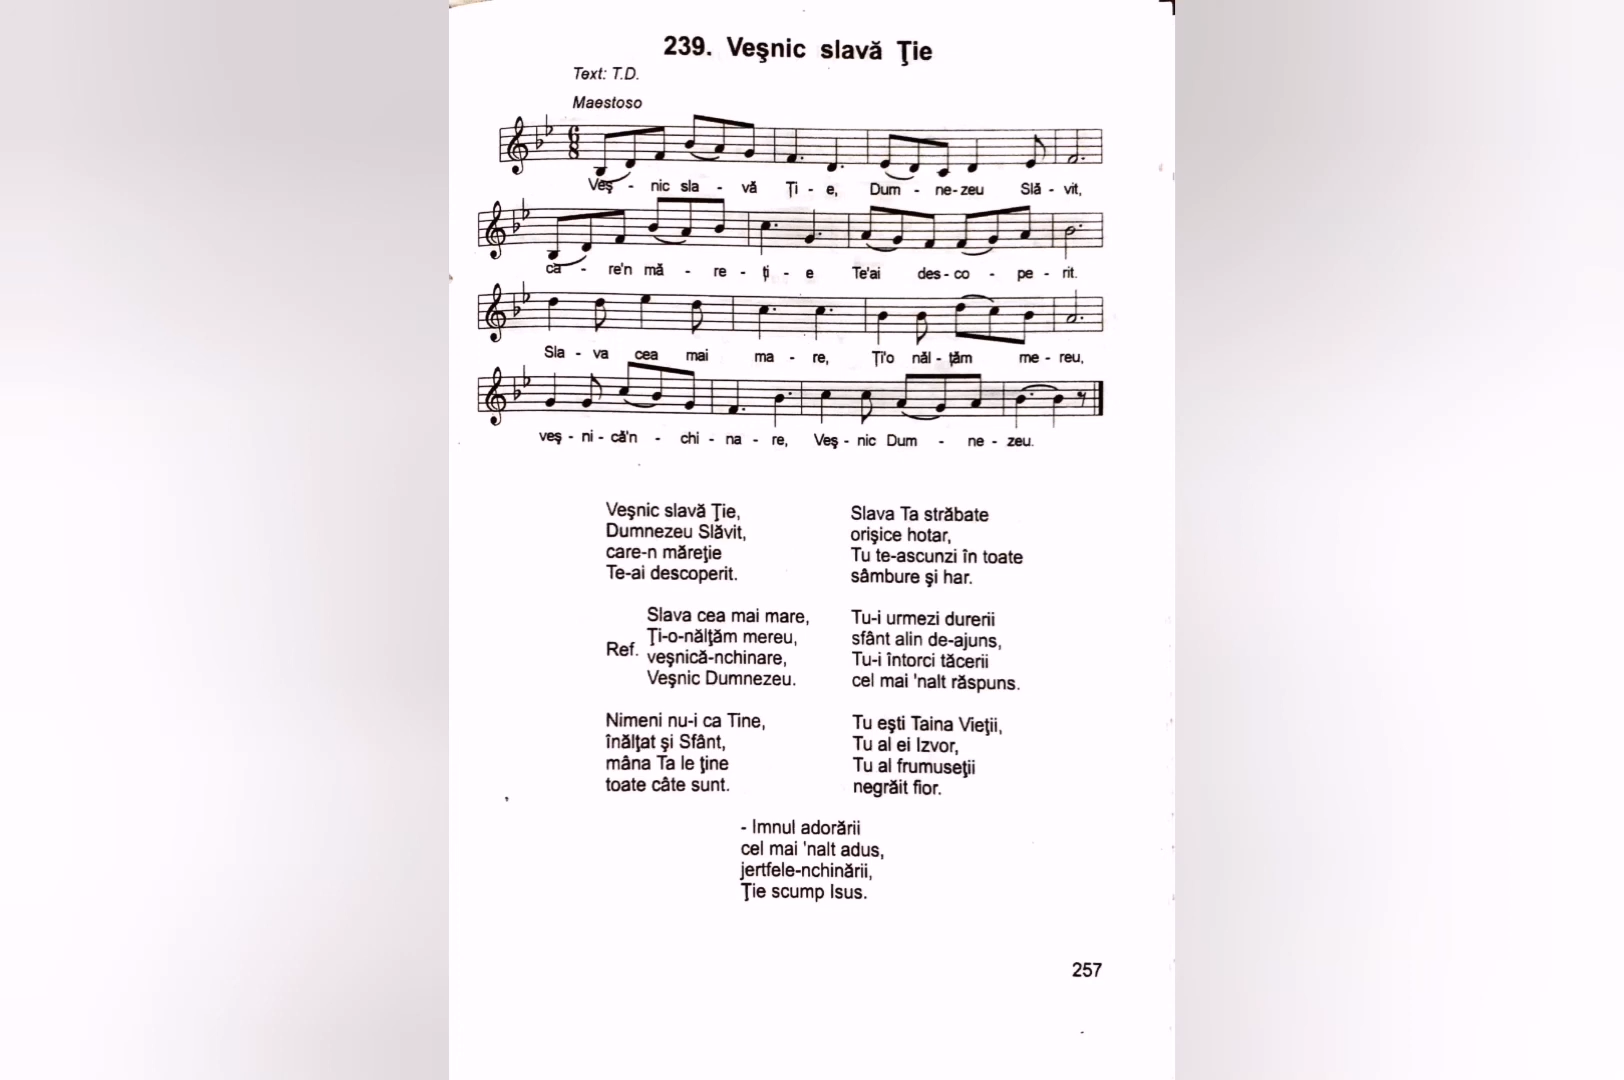 239. Veşnic slavă Ţie
Text: T.D.
Maestoso
6
8
Veş - nic sla - vă Ţi - e, Dum - ne-zeu Slă - vit,
ca - re'n mă - re - ţi - e Te'ai des-co - pe - rit.
Sla - va cea mai ma - re, Ţi'o năl - ţăm me - reu,
veş - ni - că'n - chi - na - re, Veş - nic Dum - ne - zeu.
Veşnic slavă Ţie,
Dumnezeu Slăvit,
care-n măreţie
Te-ai descoperit.
Ref.
Slava cea mai mare,
Ţi-o-nălţăm mereu,
veşnică-nchinare,
Veşnic Dumnezeu.
Nimeni nu-i ca Tine,
înălţat şi Sfânt,
mâna Ta le ţine
toate câte sunt.
Slava Ta străbate
orişice hotar,
Tu te-ascunzi în toate
sâmbure şi har.
Tu-i urmezi durerii
sfânt alin de-ajuns,
Tu-i întorci tăcerii
cel mai 'nalt răspuns.
Tu eşti Taina Vieţii,
Tu al ei Izvor,
Tu al frumuseţii
negrăit fior.
- Imnul adorării
cel mai 'nalt adus,
jertfele-nchinării,
Ţie scump Isus.
257